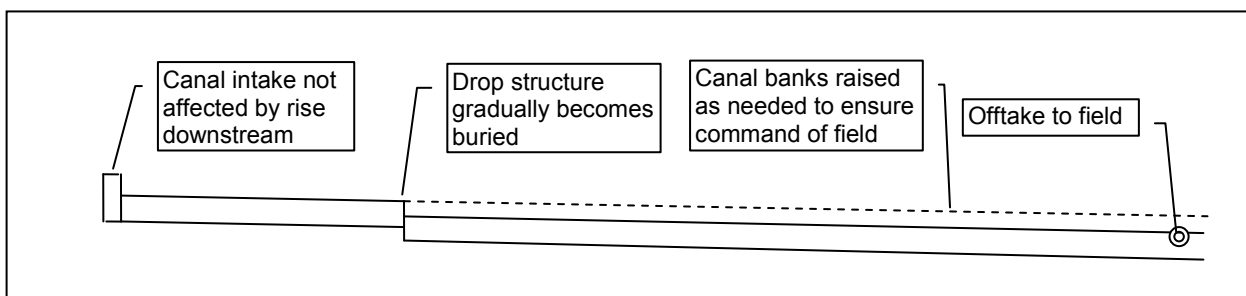 Canal intake not
affected by rise
downstream
Drop structure
gradually becomes
buried
Canal banks raised
as needed to ensure
command of field
Offtake to field